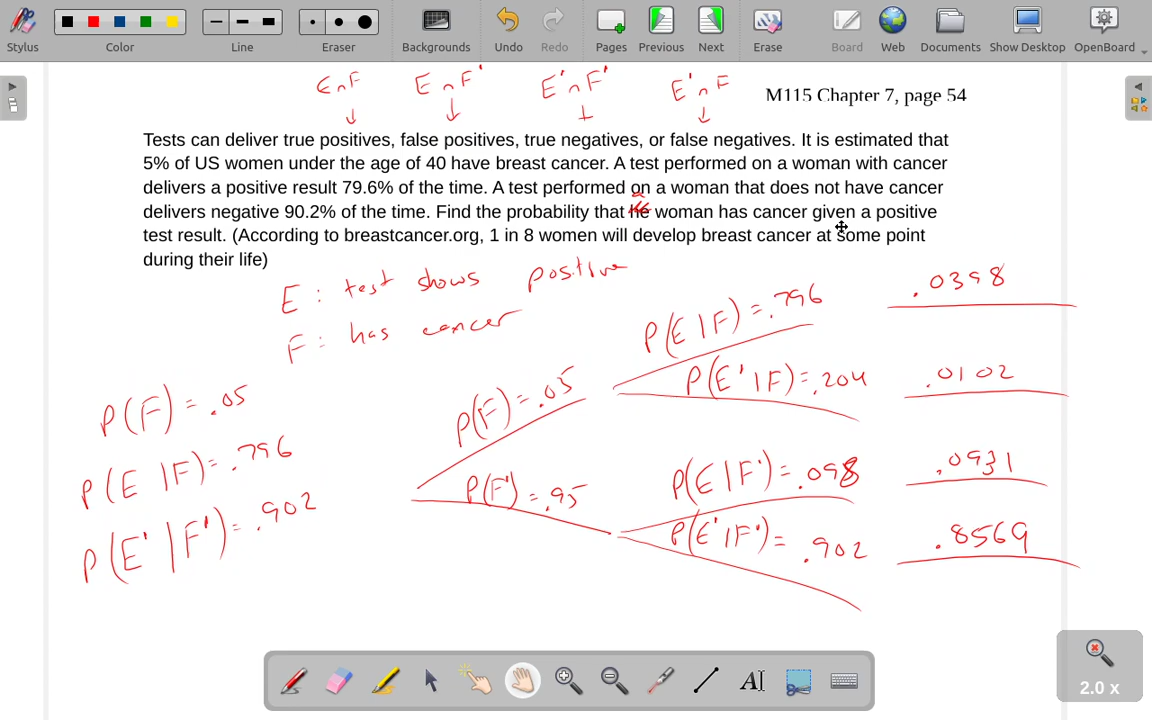 Stylus Color Line Eraser Backgrounds Undo Redo Pages Previous Next Erase Board Web Documents Show Desktop OpenBoard
E∩F E∩F' E'∩F' E'∩F
M115 Chapter 7, page 54
Tests can deliver true positives, false positives, true negatives, or false negatives. It is estimated that
5% of US women under the age of 40 have breast cancer. A test performed on a woman with cancer
delivers a positive result 79.6% of the time. A test performed on a woman that does not have cancer
delivers negative 90.2% of the time. Find the probability that a woman has cancer given a positive
test result. (According to breastcancer.org, 1 in 8 women will develop breast cancer at some point
during their life)
E : test shows positive
F : has cancer
P(F) = .05
P(E|F) = .796
P(E'|F') = .902
P(F) = .05
P(F') = .95
P(E|F) = .796
.0398
P(E'|F) = .204
.0102
P(E|F') = .098
.0931
P(E'|F') = .902
.8569
2.0 x